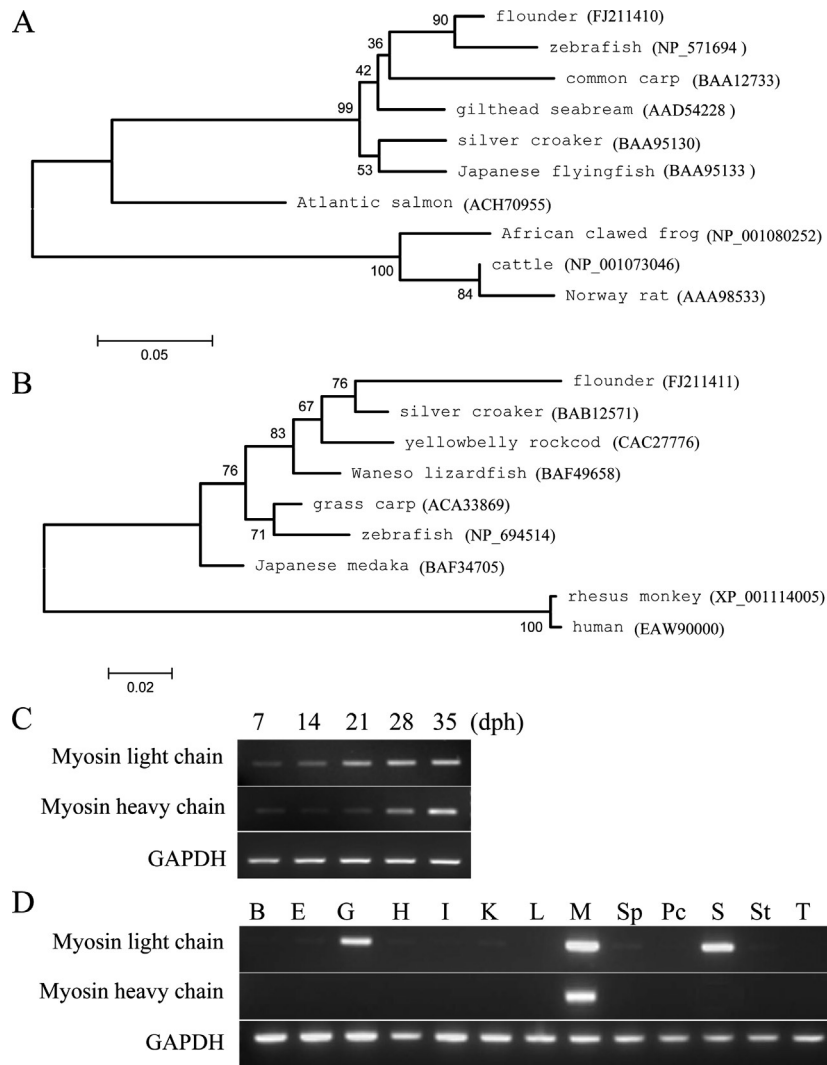 A
flounder (FJ211410)
90
zebrafish (NP_571694 )
36
common carp (BAA12733)
42
gilthead seabream (AAD54228 )
99
silver croaker (BAA95130)
Japanese flyingfish (BAA95133 )
53
Atlantic salmon (ACH70955)
African clawed frog (NP_001080252)
100
cattle (NP_001073046)
84
Norway rat (AAA98533)
0.05
B
flounder (FJ211411)
76
silver croaker (BAB12571)
67
yellowbelly rockcod (CAC27776)
83
Waneso lizardfish (BAF49658)
76
grass carp (ACA33869)
71
zebrafish (NP_694514)
Japanese medaka (BAF34705)
rhesus monkey (XP_001114005)
100
human (EAW90000)
0.02
C
7 14 21 28 35 (dph)
Myosin light chain
Myosin heavy chain
GAPDH
D
B E G H I K L M Sp Pc S St T
Myosin light chain
Myosin heavy chain
GAPDH